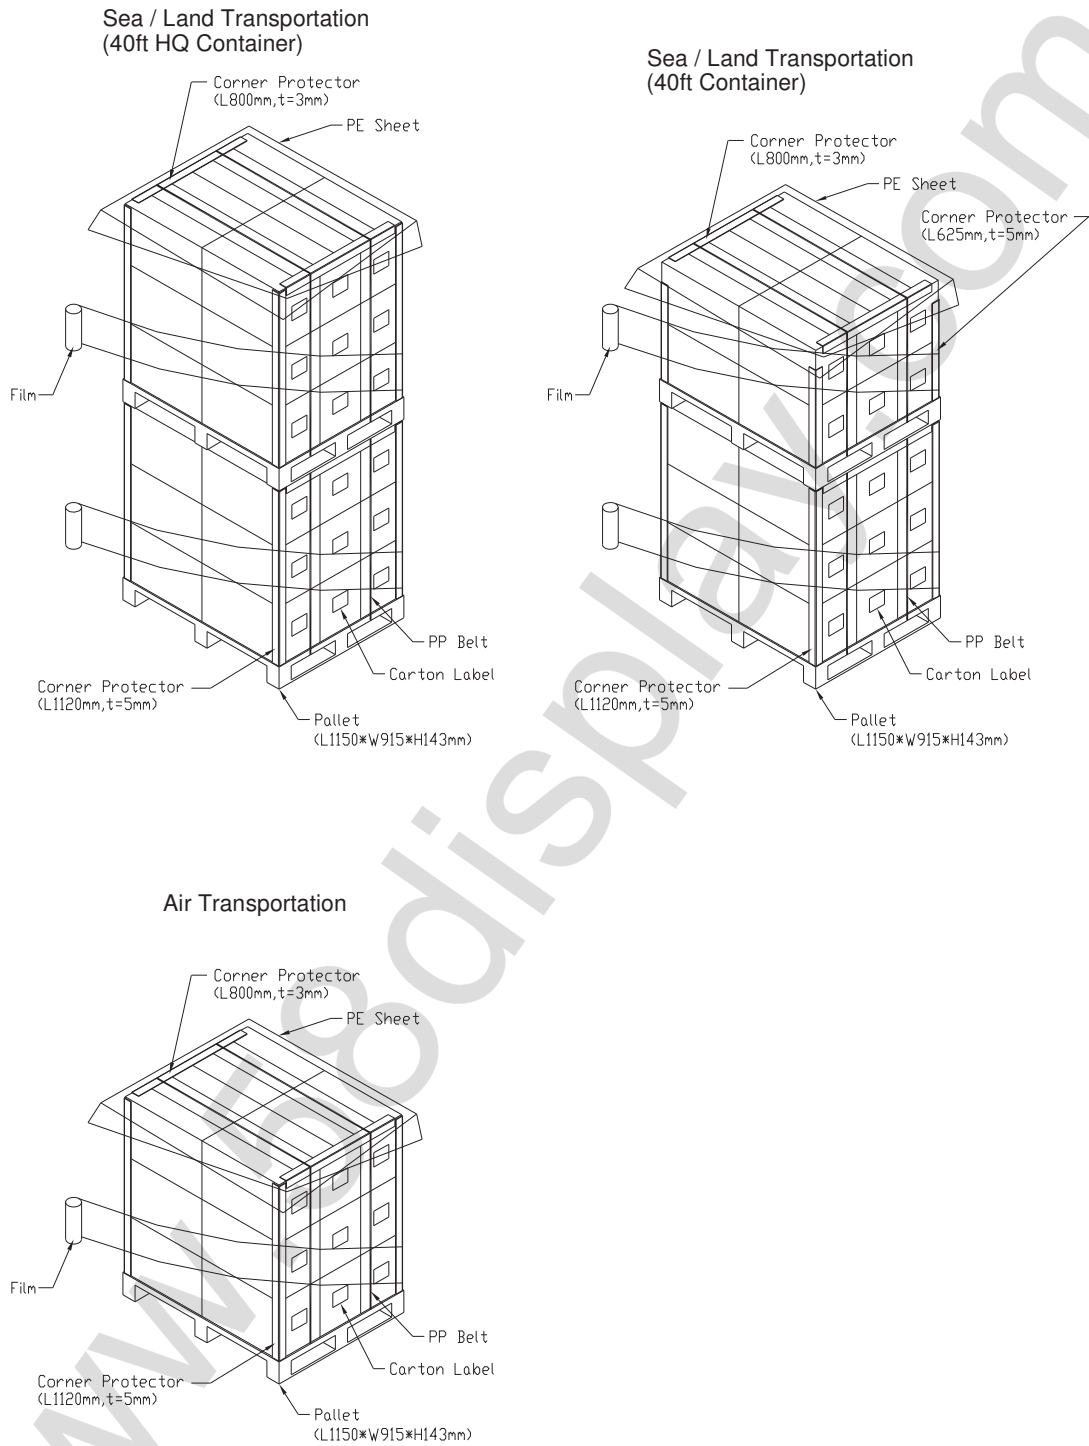 Sea / Land Transportation
(40ft HQ Container)
Corner Protector
(L800mm,t=3mm)
PE Sheet
Film
PP Belt
Carton Label
Corner Protector
(L1120mm,t=5mm)
Pallet
(L1150*W915*H143mm)
Sea / Land Transportation
(40ft Container)
Corner Protector
(L800mm,t=3mm)
PE Sheet
Corner Protector
(L625mm,t=5mm)
Film
PP Belt
Carton Label
Corner Protector
(L1120mm,t=5mm)
Pallet
(L1150*W915*H143mm)
Air Transportation
Corner Protector
(L800mm,t=3mm)
PE Sheet
Film
PP Belt
Carton Label
Corner Protector
(L1120mm,t=5mm)
Pallet
(L1150*W915*H143mm)
www.58display.com